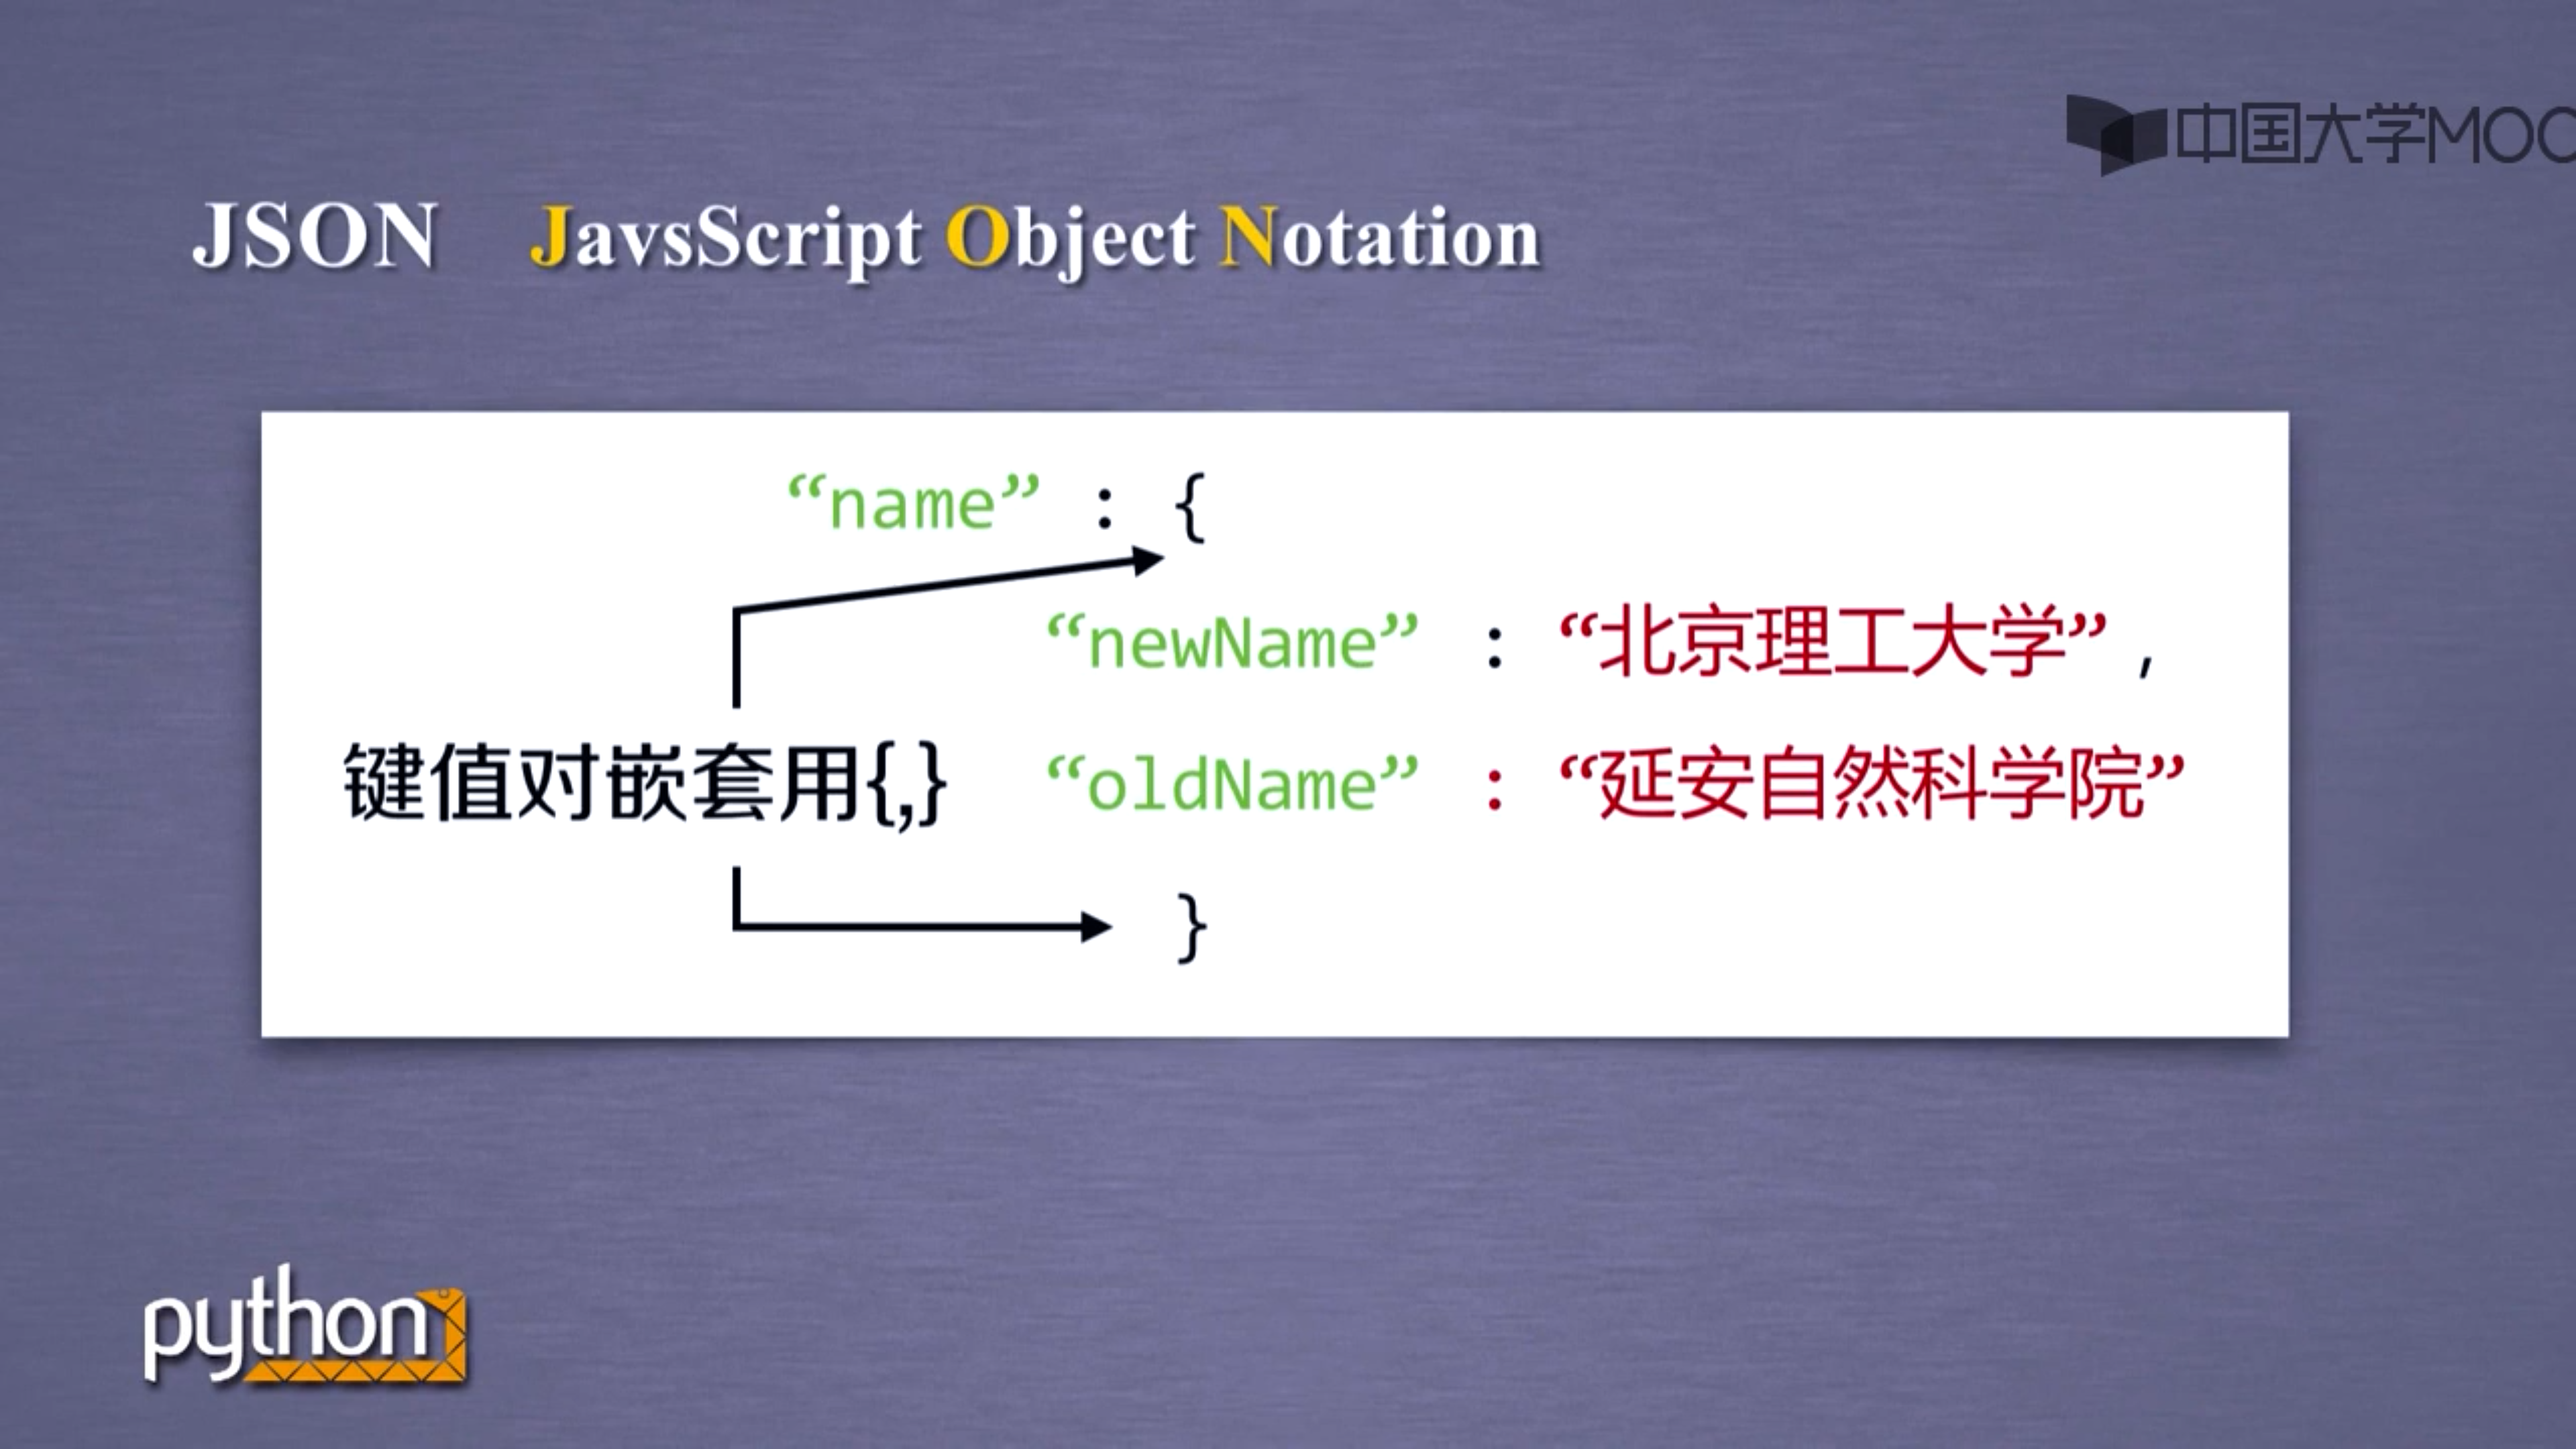 中国大学MOO
JSON JavsScript Object Notation
“name” : {
“newName” : “北京理工大学” ,
键值对嵌套用{,} “oldName” : “延安自然科学院”
}
python